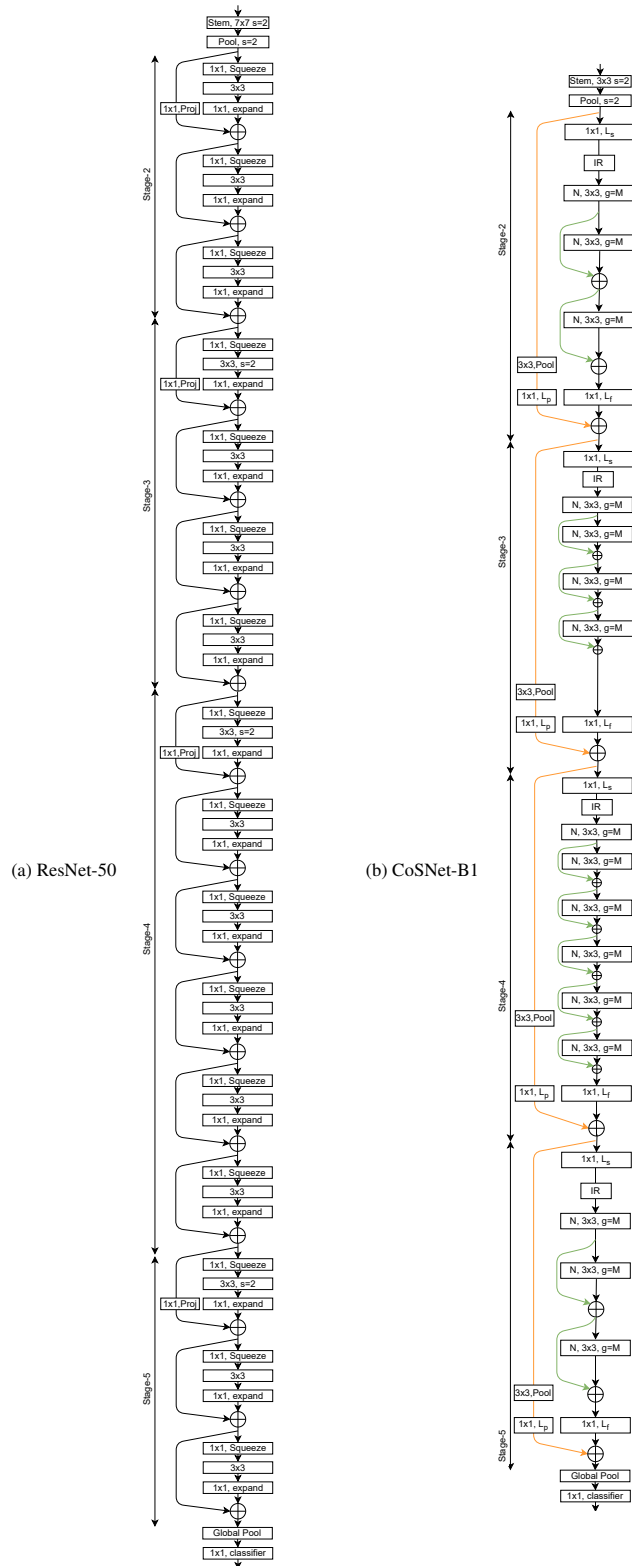 Stem, 7x7 s=2
Pool, s=2
Stage-2
1x1, Squeeze
3x3
1x1,Proj
1x1, expand
1x1, Squeeze
3x3
1x1, expand
1x1, Squeeze
3x3
1x1, expand
Stage-3
1x1, Squeeze
3x3, s=2
1x1,Proj
1x1, expand
1x1, Squeeze
3x3
1x1, expand
1x1, Squeeze
3x3
1x1, expand
1x1, Squeeze
3x3
1x1, expand
Stage-4
1x1, Squeeze
3x3, s=2
1x1,Proj
1x1, expand
1x1, Squeeze
3x3
1x1, expand
1x1, Squeeze
3x3
1x1, expand
1x1, Squeeze
3x3
1x1, expand
1x1, Squeeze
3x3
1x1, expand
1x1, Squeeze
3x3
1x1, expand
Stage-5
1x1, Squeeze
3x3, s=2
1x1,Proj
1x1, expand
1x1, Squeeze
3x3
1x1, expand
1x1, Squeeze
3x3
1x1, expand
Global Pool
1x1, classifier
(a) ResNet-50
Stem, 3x3 s=2
Pool, s=2
Stage-2
1x1, Ls
IR
N, 3x3, g=M
N, 3x3, g=M
N, 3x3, g=M
3x3,Pool
1x1, Lp
1x1, Lf
Stage-3
1x1, Ls
IR
N, 3x3, g=M
N, 3x3, g=M
N, 3x3, g=M
N, 3x3, g=M
3x3,Pool
1x1, Lp
1x1, Lf
Stage-4
1x1, Ls
IR
N, 3x3, g=M
N, 3x3, g=M
N, 3x3, g=M
N, 3x3, g=M
N, 3x3, g=M
N, 3x3, g=M
3x3,Pool
1x1, Lp
1x1, Lf
Stage-5
1x1, Ls
IR
N, 3x3, g=M
N, 3x3, g=M
N, 3x3, g=M
3x3,Pool
1x1, Lp
1x1, Lf
Global Pool
1x1, classifier
(b) CoSNet-B1